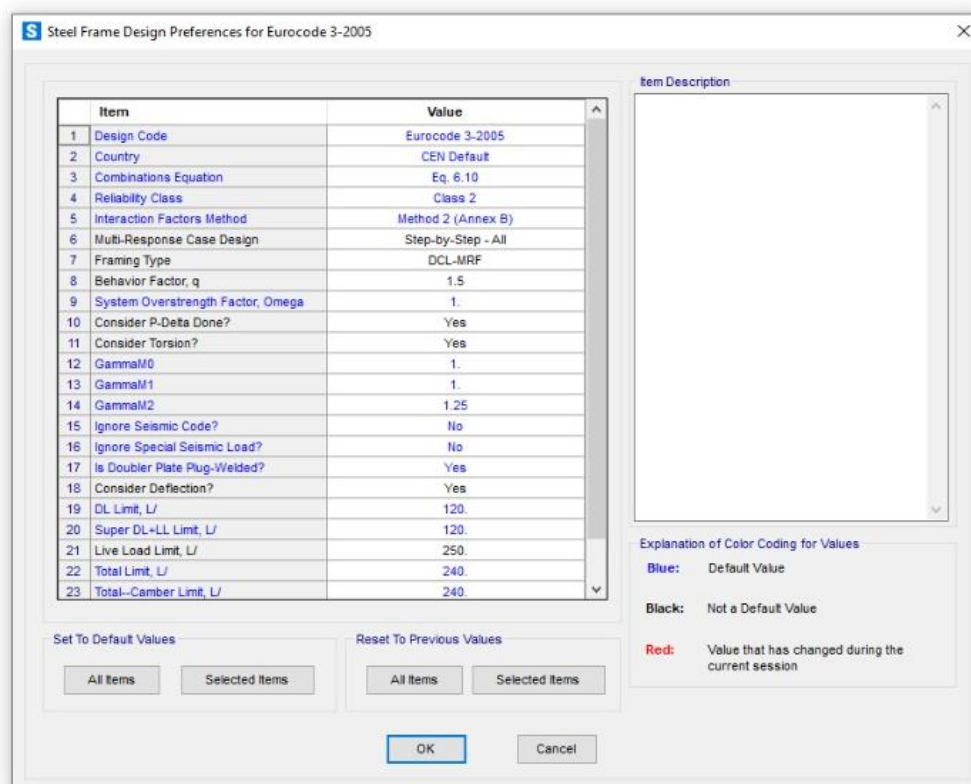 S Steel Frame Design Preferences for Eurocode 3-2005
Item Value
1 Design Code Eurocode 3-2005
2 Country CEN Default
3 Combinations Equation Eq. 6.10
4 Reliability Class Class 2
5 Interaction Factors Method Method 2 (Annex B)
6 Multi-Response Case Design Step-by-Step - All
7 Framing Type DCL-MRF
8 Behavior Factor, q 1.5
9 System Overstrength Factor, Omega 1.
10 Consider P-Delta Done? Yes
11 Consider Torsion? Yes
12 GammaM0 1.
13 GammaM1 1.
14 GammaM2 1.25
15 Ignore Seismic Code? No
16 Ignore Special Seismic Load? No
17 Is Doubler Plate Plug-Welded? Yes
18 Consider Deflection? Yes
19 DL Limit, L/ 120.
20 Super DL+LL Limit, L/ 120.
21 Live Load Limit, L/ 250.
22 Total Limit, L/ 240.
23 Total--Camber Limit, L/ 240.
Set To Default Values
All Items Selected Items
Reset To Previous Values
All Items Selected Items
Item Description
Explanation of Color Coding for Values
Blue: Default Value
Black: Not a Default Value
Red: Value that has changed during the
current session
OK Cancel